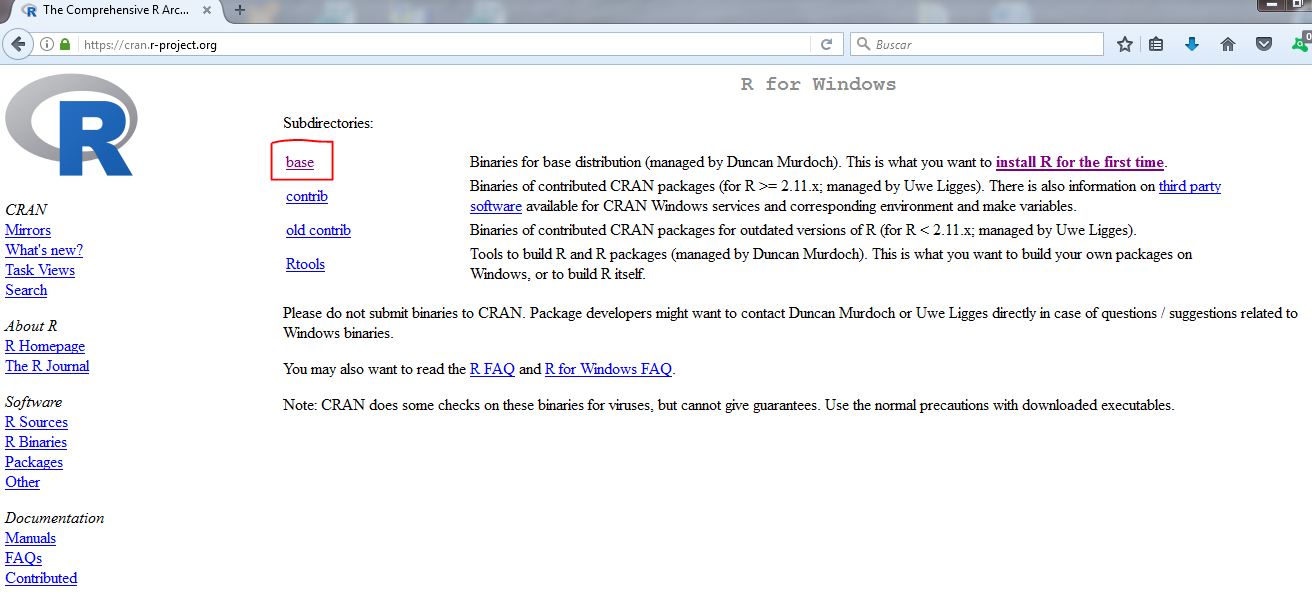 The Comprehensive R Arc...
https://cran.r-project.org
Buscar
0
R
R for Windows
Subdirectories:
base
Binaries for base distribution (managed by Duncan Murdoch). This is what you want to install R for the first time.
contrib
Binaries of contributed CRAN packages (for R >= 2.11.x; managed by Uwe Ligges). There is also information on third party
software available for CRAN Windows services and corresponding environment and make variables.
old contrib
Binaries of contributed CRAN packages for outdated versions of R (for R < 2.11.x; managed by Uwe Ligges).
Rtools
Tools to build R and R packages (managed by Duncan Murdoch). This is what you want to build your own packages on
Windows, or to build R itself.
Please do not submit binaries to CRAN. Package developers might want to contact Duncan Murdoch or Uwe Ligges directly in case of questions / suggestions related to
Windows binaries.
You may also want to read the R FAQ and R for Windows FAQ.
Note: CRAN does some checks on these binaries for viruses, but cannot give guarantees. Use the normal precautions with downloaded executables.
CRAN
Mirrors
What's new?
Task Views
Search
About R
R Homepage
The R Journal
Software
R Sources
R Binaries
Packages
Other
Documentation
Manuals
FAQs
Contributed